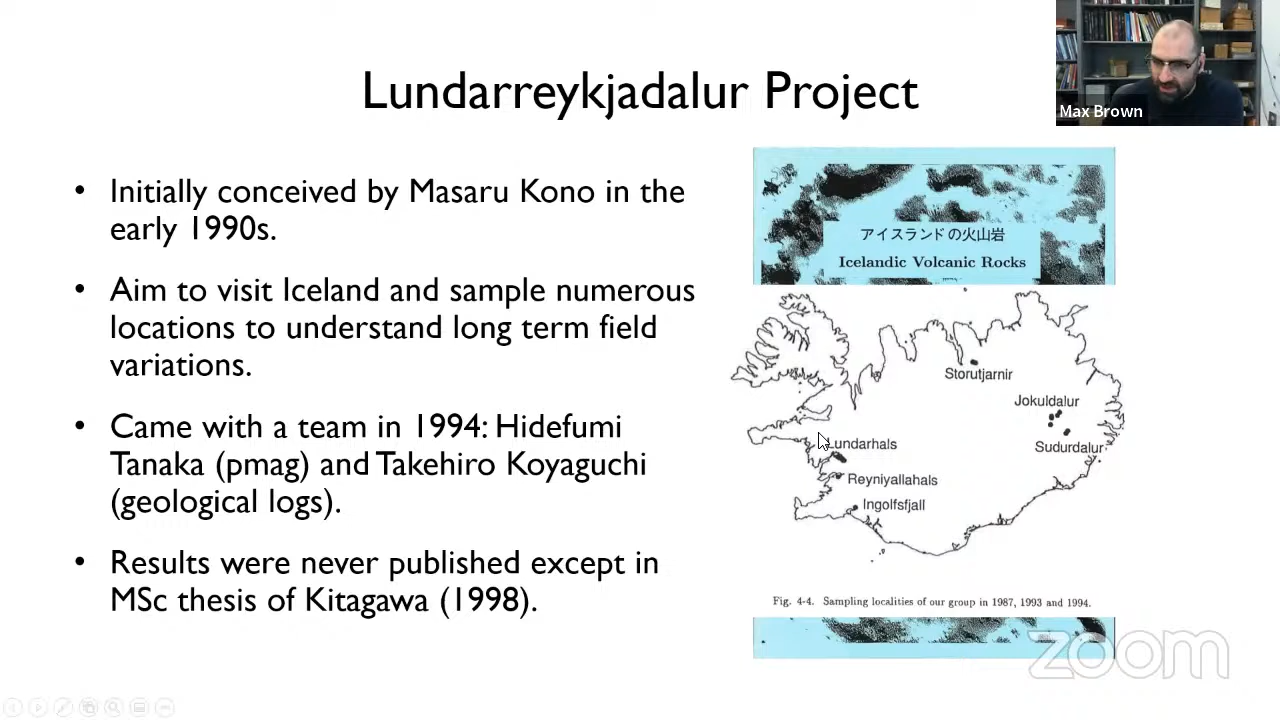 Lundarreykjadalur Project
Max Brown
• Initially conceived by Masaru Kono in the
early 1990s.
• Aim to visit Iceland and sample numerous
locations to understand long term field
variations.
• Came with a team in 1994: Hidefumi
Tanaka (pmag) and Takehiro Koyaguchi
(geological logs).
• Results were never published except in
MSc thesis of Kitagawa (1998).
アイスランドの火山岩
Icelandic Volcanic Rocks
Storutjarnir
Jokuldalur
Sudurdalur
Lundarhals
Reyniyallahals
Ingolfsfjall
Fig. 4-4. Sampling localities of our group in 1987, 1993 and 1994.
zoom